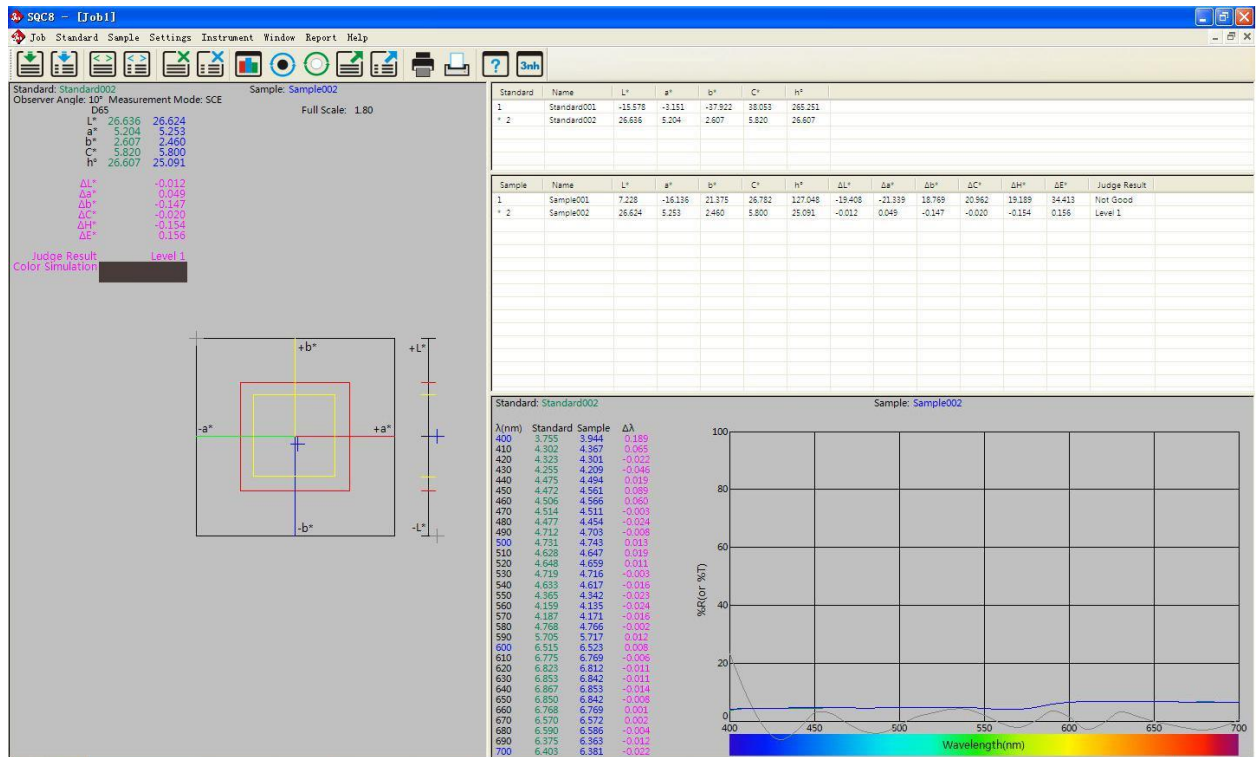 SQC8 - [Job1]
Job Standard Sample Settings Instrument Window Report Help
? 3nh
Standard: Standard002 Sample: Sample002
Observer Angle: 10° Measurement Mode: SCE
D65 Full Scale: 1.80
L* 26.636 26.624
a* 5.204 5.253
b* 2.607 2.460
C* 5.820 5.800
h° 26.607 25.091
ΔL* -0.012
Δa* 0.049
Δb* -0.147
ΔC* -0.020
ΔH* -0.154
ΔE* 0.156
Judge Result Level 1
Color Simulation
+b* +L*
-a* +a*
-b* -L*
Standard Name L* a* b* C* h°
1 Standard001 -15.578 -3.151 -37.922 38.053 265.251
* 2 Standard002 26.636 5.204 2.607 5.820 26.607
Sample Name L* a* b* C* h° ΔL* Δa* Δb* ΔC* ΔH* ΔE* Judge Result
1 Sample001 7.228 -16.136 21.375 26.782 127.048 -19.408 -21.339 18.769 20.962 19.189 34.413 Not Good
* 2 Sample002 26.624 5.253 2.460 5.800 25.091 -0.012 0.049 -0.147 -0.020 -0.154 0.156 Level 1
Standard: Standard002 Sample: Sample002
λ(nm) Standard Sample Δλ
400 3.755 3.944 0.189
410 4.302 4.367 0.065
420 4.323 4.301 -0.022
430 4.255 4.209 -0.046
440 4.475 4.494 0.019
450 4.472 4.561 0.089
460 4.506 4.566 0.060
470 4.514 4.511 -0.003
480 4.477 4.454 -0.024
490 4.712 4.703 -0.008
500 4.731 4.743 0.013
510 4.628 4.647 0.019
520 4.648 4.659 0.011
530 4.719 4.716 -0.003
540 4.633 4.617 -0.016
550 4.365 4.342 -0.023
560 4.159 4.135 -0.024
570 4.187 4.171 -0.016
580 4.768 4.766 -0.002
590 5.705 5.717 0.012
600 6.515 6.523 0.008
610 6.775 6.769 -0.006
620 6.823 6.812 -0.011
630 6.853 6.842 -0.011
640 6.867 6.853 -0.014
650 6.850 6.842 -0.008
660 6.768 6.769 0.001
670 6.570 6.572 0.002
680 6.590 6.586 -0.004
690 6.375 6.363 -0.012
700 6.403 6.381 -0.022
%R(or %T)
100
80
60
40
20
0
400 450 500 550 600 650 700
Wavelength(nm)